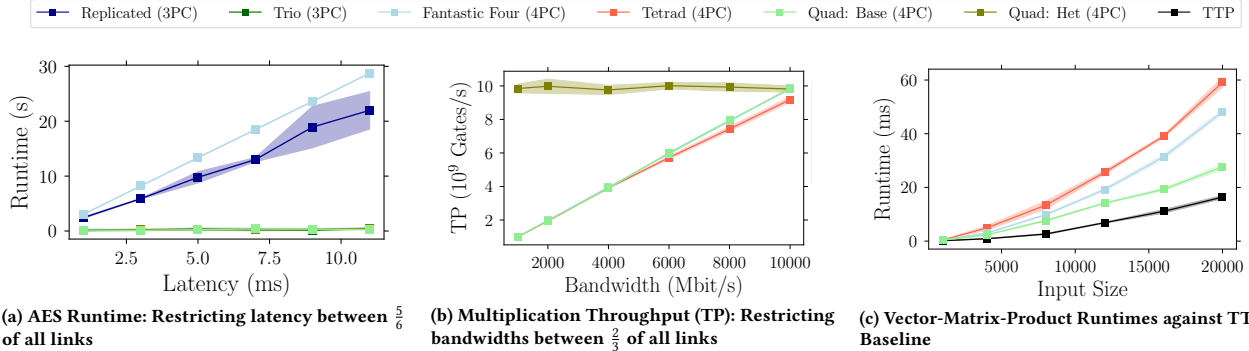 Replicated (3PC) Trio (3PC) Fantastic Four (4PC) Tetrad (4PC) Quad: Base (4PC) Quad: Het (4PC) TTP
30
20
10
0
Runtime (s)
2.5 5.0 7.5 10.0
Latency (ms)
(a) AES Runtime: Restricting latency between 5/6
of all links
10
8
6
4
2
TP (10⁹ Gates/s)
2000 4000 6000 8000 10000
Bandwidth (Mbit/s)
(b) Multiplication Throughput (TP): Restricting
bandwidths between 2/3 of all links
60
40
20
0
Runtime (ms)
5000 10000 15000 20000
Input Size
(c) Vector-Matrix-Product Runtimes against TT
Baseline